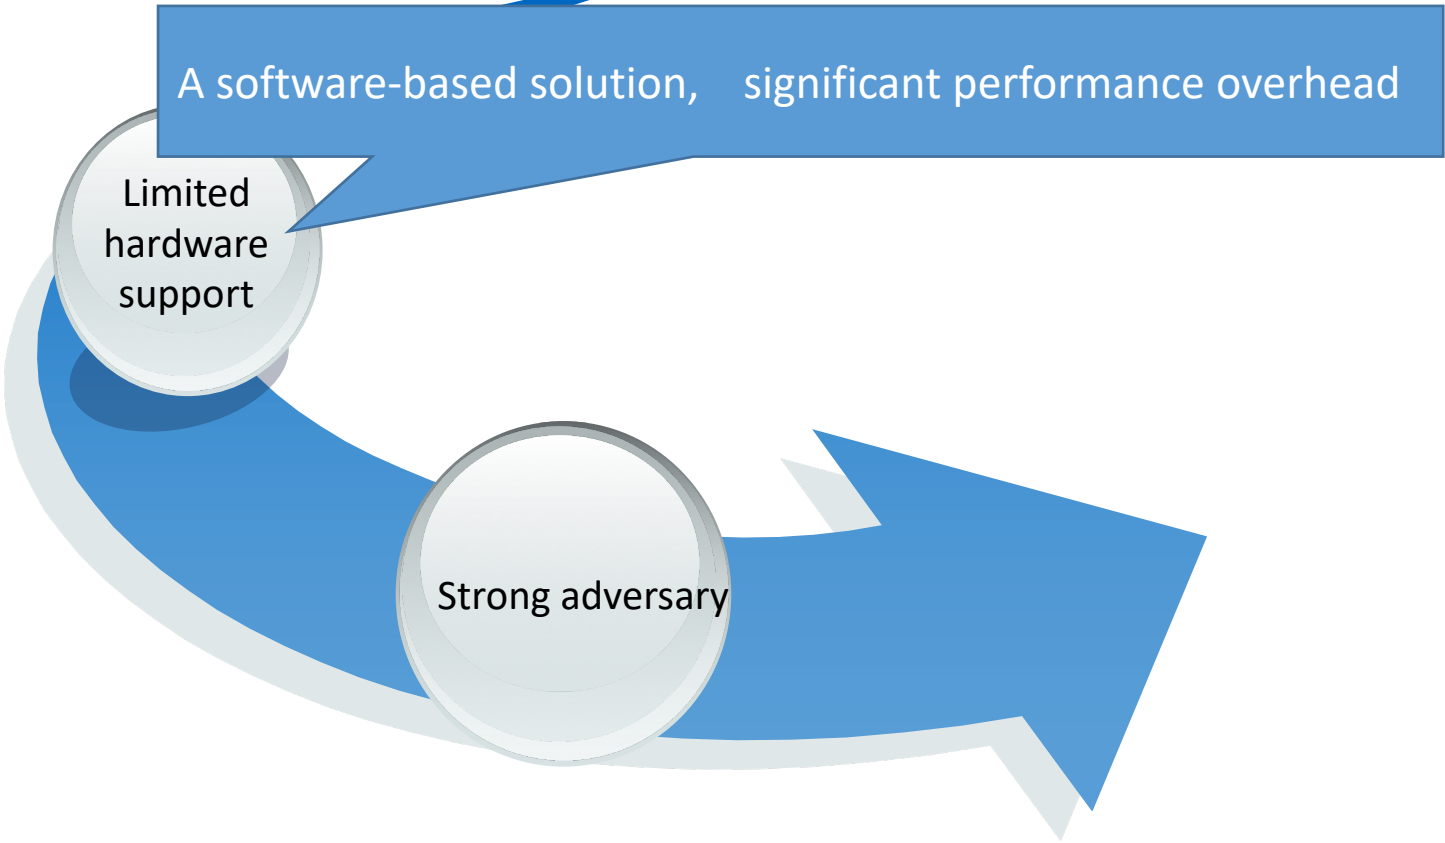 A software-based solution, significant performance overhead
Limited
hardware
support
Strong adversary